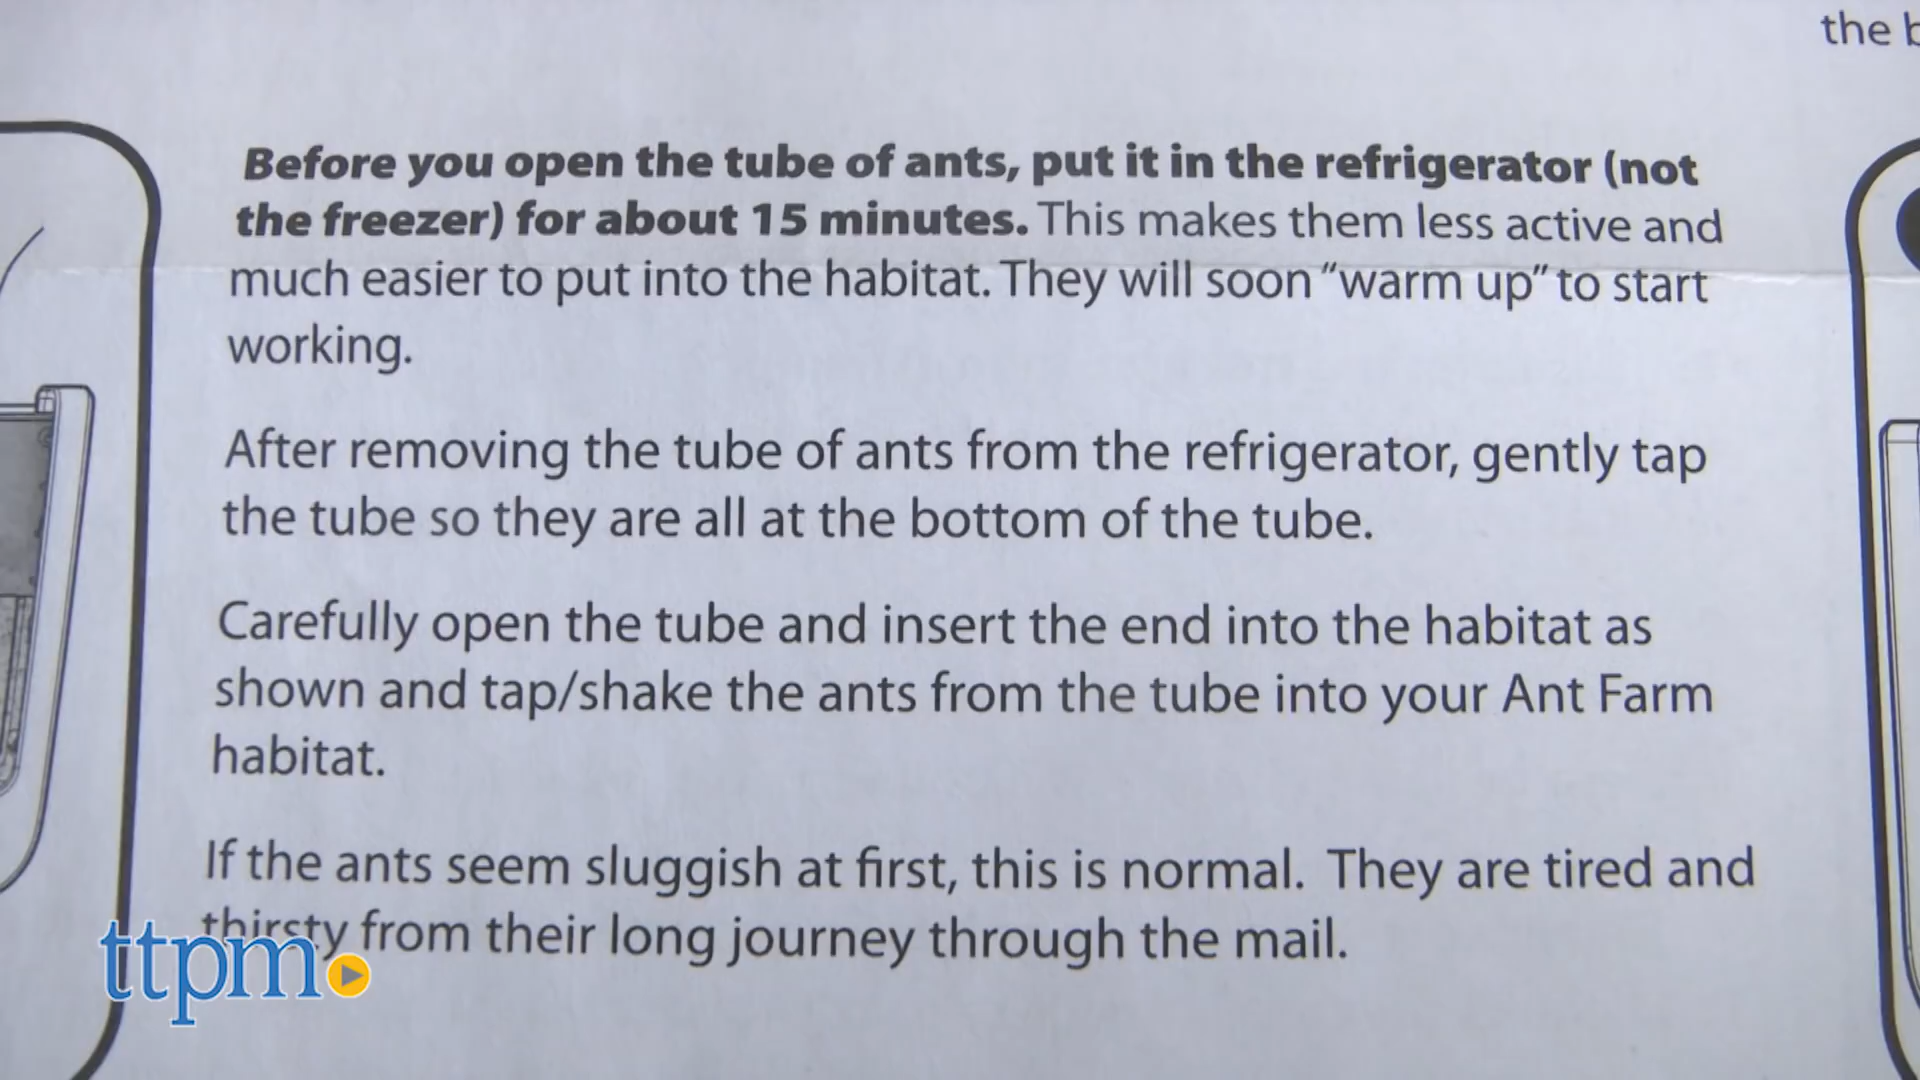 the b
Before you open the tube of ants, put it in the refrigerator (not
the freezer) for about 15 minutes. This makes them less active and
much easier to put into the habitat. They will soon "warm up" to start
working.
After removing the tube of ants from the refrigerator, gently tap
the tube so they are all at the bottom of the tube.
Carefully open the tube and insert the end into the habitat as
shown and tap/shake the ants from the tube into your Ant Farm
habitat.
If the ants seem sluggish at first, this is normal. They are tired and
thirsty from their long journey through the mail.
ttpm